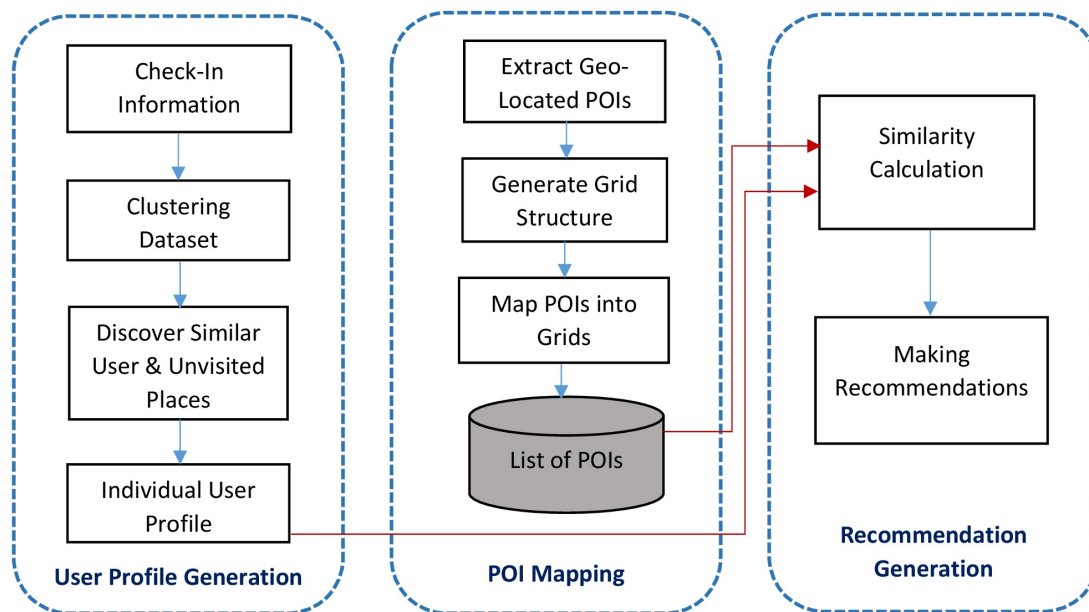 Check-In
Information
Clustering
Dataset
Discover Similar
User & Unvisited
Places
Individual User
Profile
User Profile Generation
Extract Geo-
Located POIs
Generate Grid
Structure
Map POIs into
Grids
List of POIs
POI Mapping
Similarity
Calculation
Making
Recommendations
Recommendation
Generation